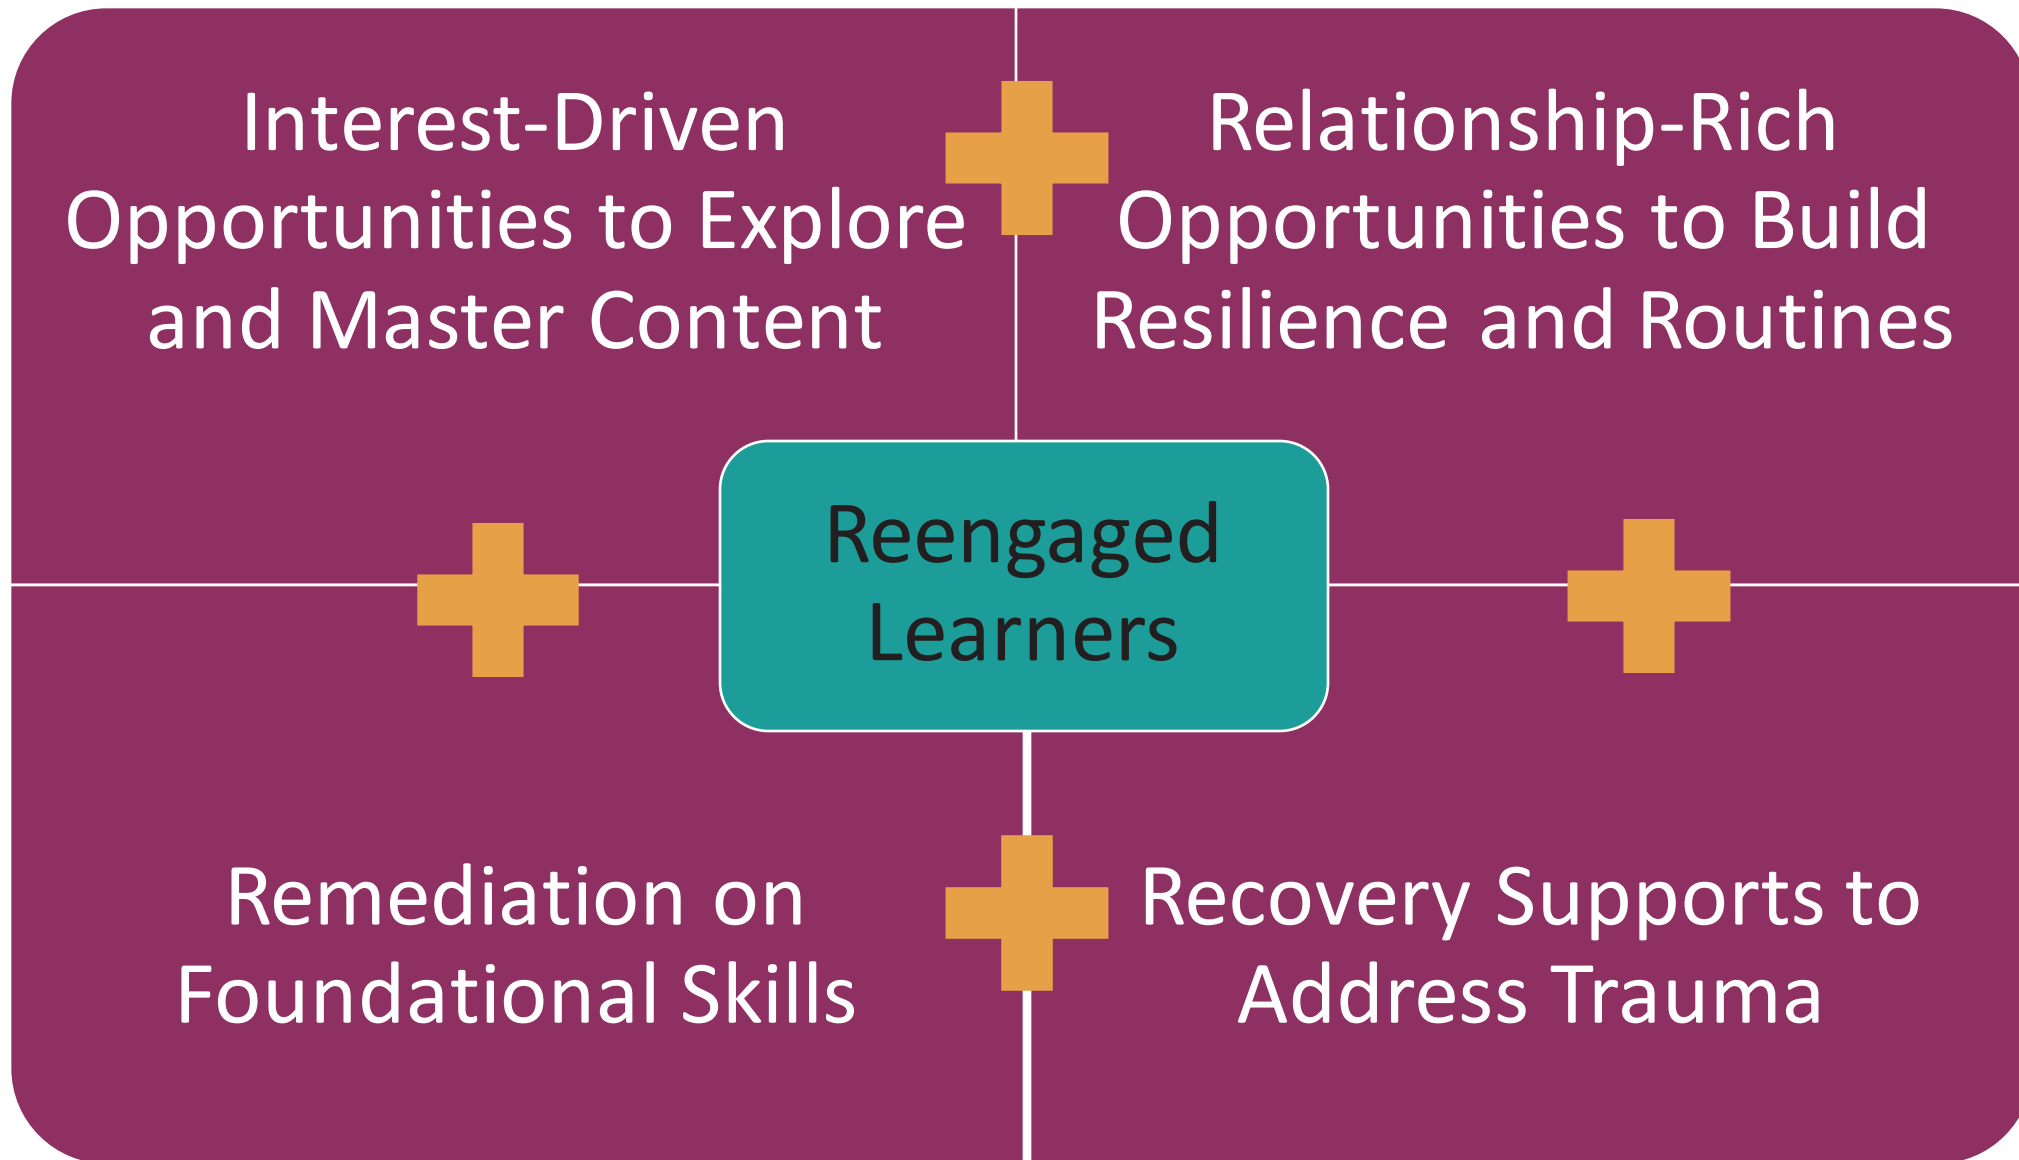 Interest-Driven
Opportunities to Explore
and Master Content
Relationship-Rich
Opportunities to Build
Resilience and Routines
Reengaged
Learners
Remediation on
Foundational Skills
Recovery Supports to
Address Trauma